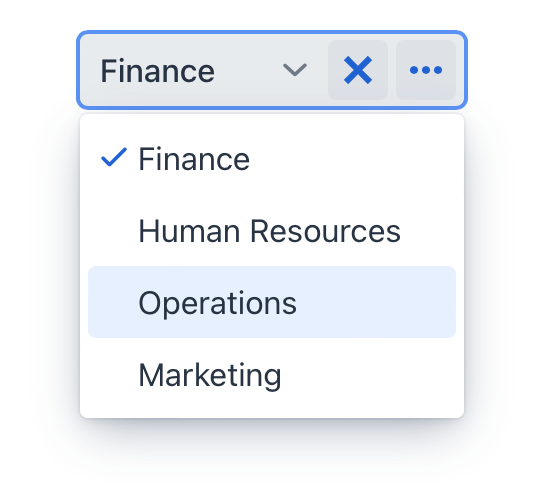 Finance
Finance
Human Resources
Operations
Marketing